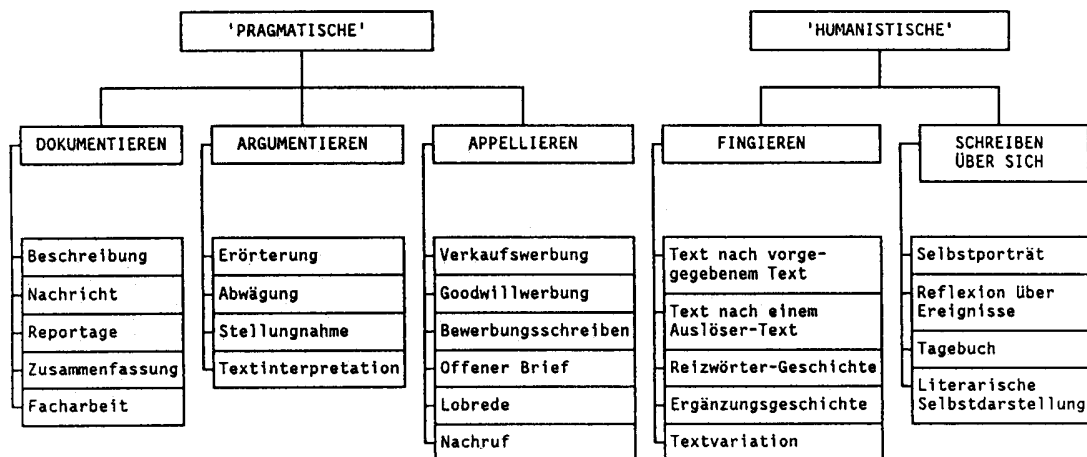 'PRAGMATISCHE'
'HUMANISTISCHE'
DOKUMENTIEREN
ARGUMENTIEREN
APPELLIEREN
FINGIEREN
SCHREIBEN
ÜBER SICH
Beschreibung
Nachricht
Reportage
Zusammenfassung
Facharbeit
Erörterung
Abwägung
Stellungnahme
Textinterpretation
Verkaufswerbung
Goodwillwerbung
Bewerbungsschreiben
Offener Brief
Lobrede
Nachruf
Text nach vorge-
gegebenem Text
Text nach einem
Auslöser-Text
Reizwörter-Geschichte
Ergänzungsgeschichte
Textvariation
Selbstporträt
Reflexion über
Ereignisse
Tagebuch
Literarische
Selbstdarstellung